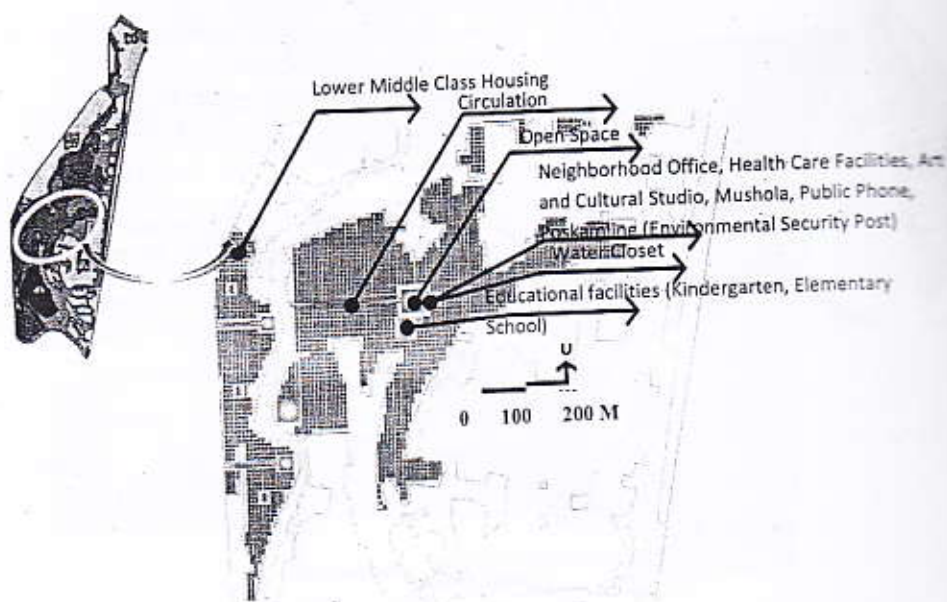 Lower Middle Class Housing
Circulation
Open Space
Neighborhood Office, Health Care Facilities, Art
and Cultural Studio, Mushola, Public Phone,
(Environmental Security Post)
Water Closet
Educational facilities (Kindergarten, Elementary
School)
U
0 100 200 M